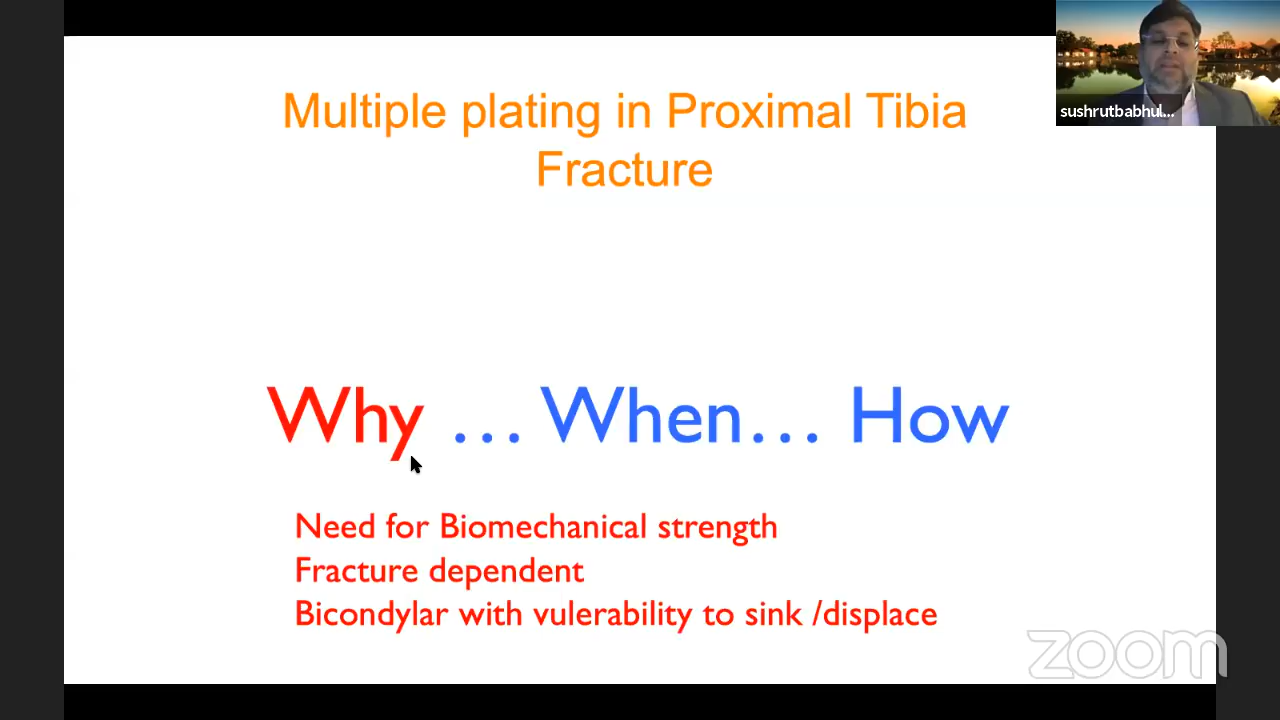 sushrutbabhul...
Multiple plating in Proximal Tibia
Fracture
Why ... When... How
Need for Biomechanical strength
Fracture dependent
Bicondylar with vulerability to sink /displace
zoom